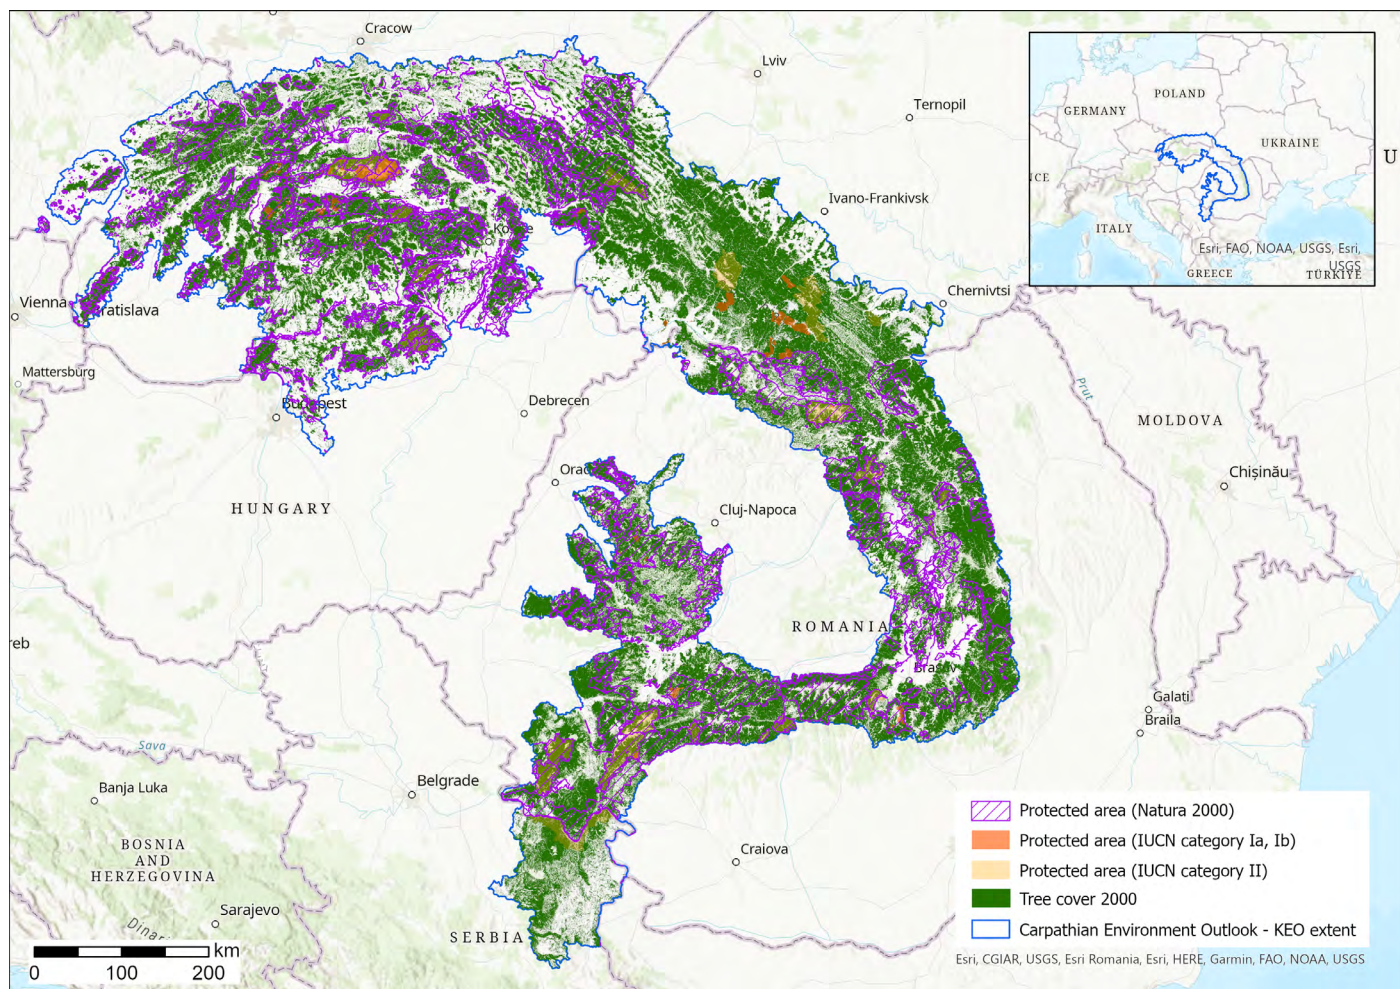 Cracow
Lviv
Ternopil
Ivano-Frankivsk
Chernivtsi
Vienna
ratislava
Mattersburg
Budapest
Debrecen
HUNGARY
Cluj-Napoca
ROMANIA
MOLDOVA
Chișinău
Prut
Galati
Braila
reb
Sava
Banja Luka
Belgrade
BOSNIA
AND
HERZEGOVINA
Sarajevo
SERBIA
Craiova
GERMANY
POLAND
UKRAINE
U
NCE
ITALY
GREECE
TÜRKIYE
Esri, FAO, NOAA, USGS, Esri,
USGS
Protected area (Natura 2000)
Protected area (IUCN category Ia, Ib)
Protected area (IUCN category II)
Tree cover 2000
Carpathian Environment Outlook - KEO extent
Esri, CGIAR, USGS, Esri Romania, Esri, HERE, Garmin, FAO, NOAA, USGS
km
0 100 200